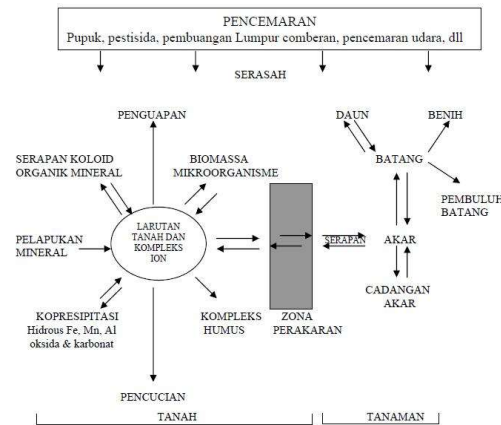 PENCEMARAN
Pupuk, pestisida, pembuangan Lumpur comberan, pencemaran udara, dll
SERASAH
PENGUAPAN
DAUN
BENIH
SERAPAN KOLOID
ORGANIK MINERAL
BIOMASSA
MIKROORGANISME
BATANG
PEMBULUH
BATANG
LARUTAN
TANAH DAN
KOMPLEKS
ION
PELAPUKAN
MINERAL
SERAPAN
AKAR
CADANGAN
AKAR
KOPRESIPITASI
Hidrous Fe, Mn, Al
oksida & karbonat
KOMPLEKS
HUMUS
ZONA
PERAKARAN
PENCUCIAN
TANAH
TANAMAN